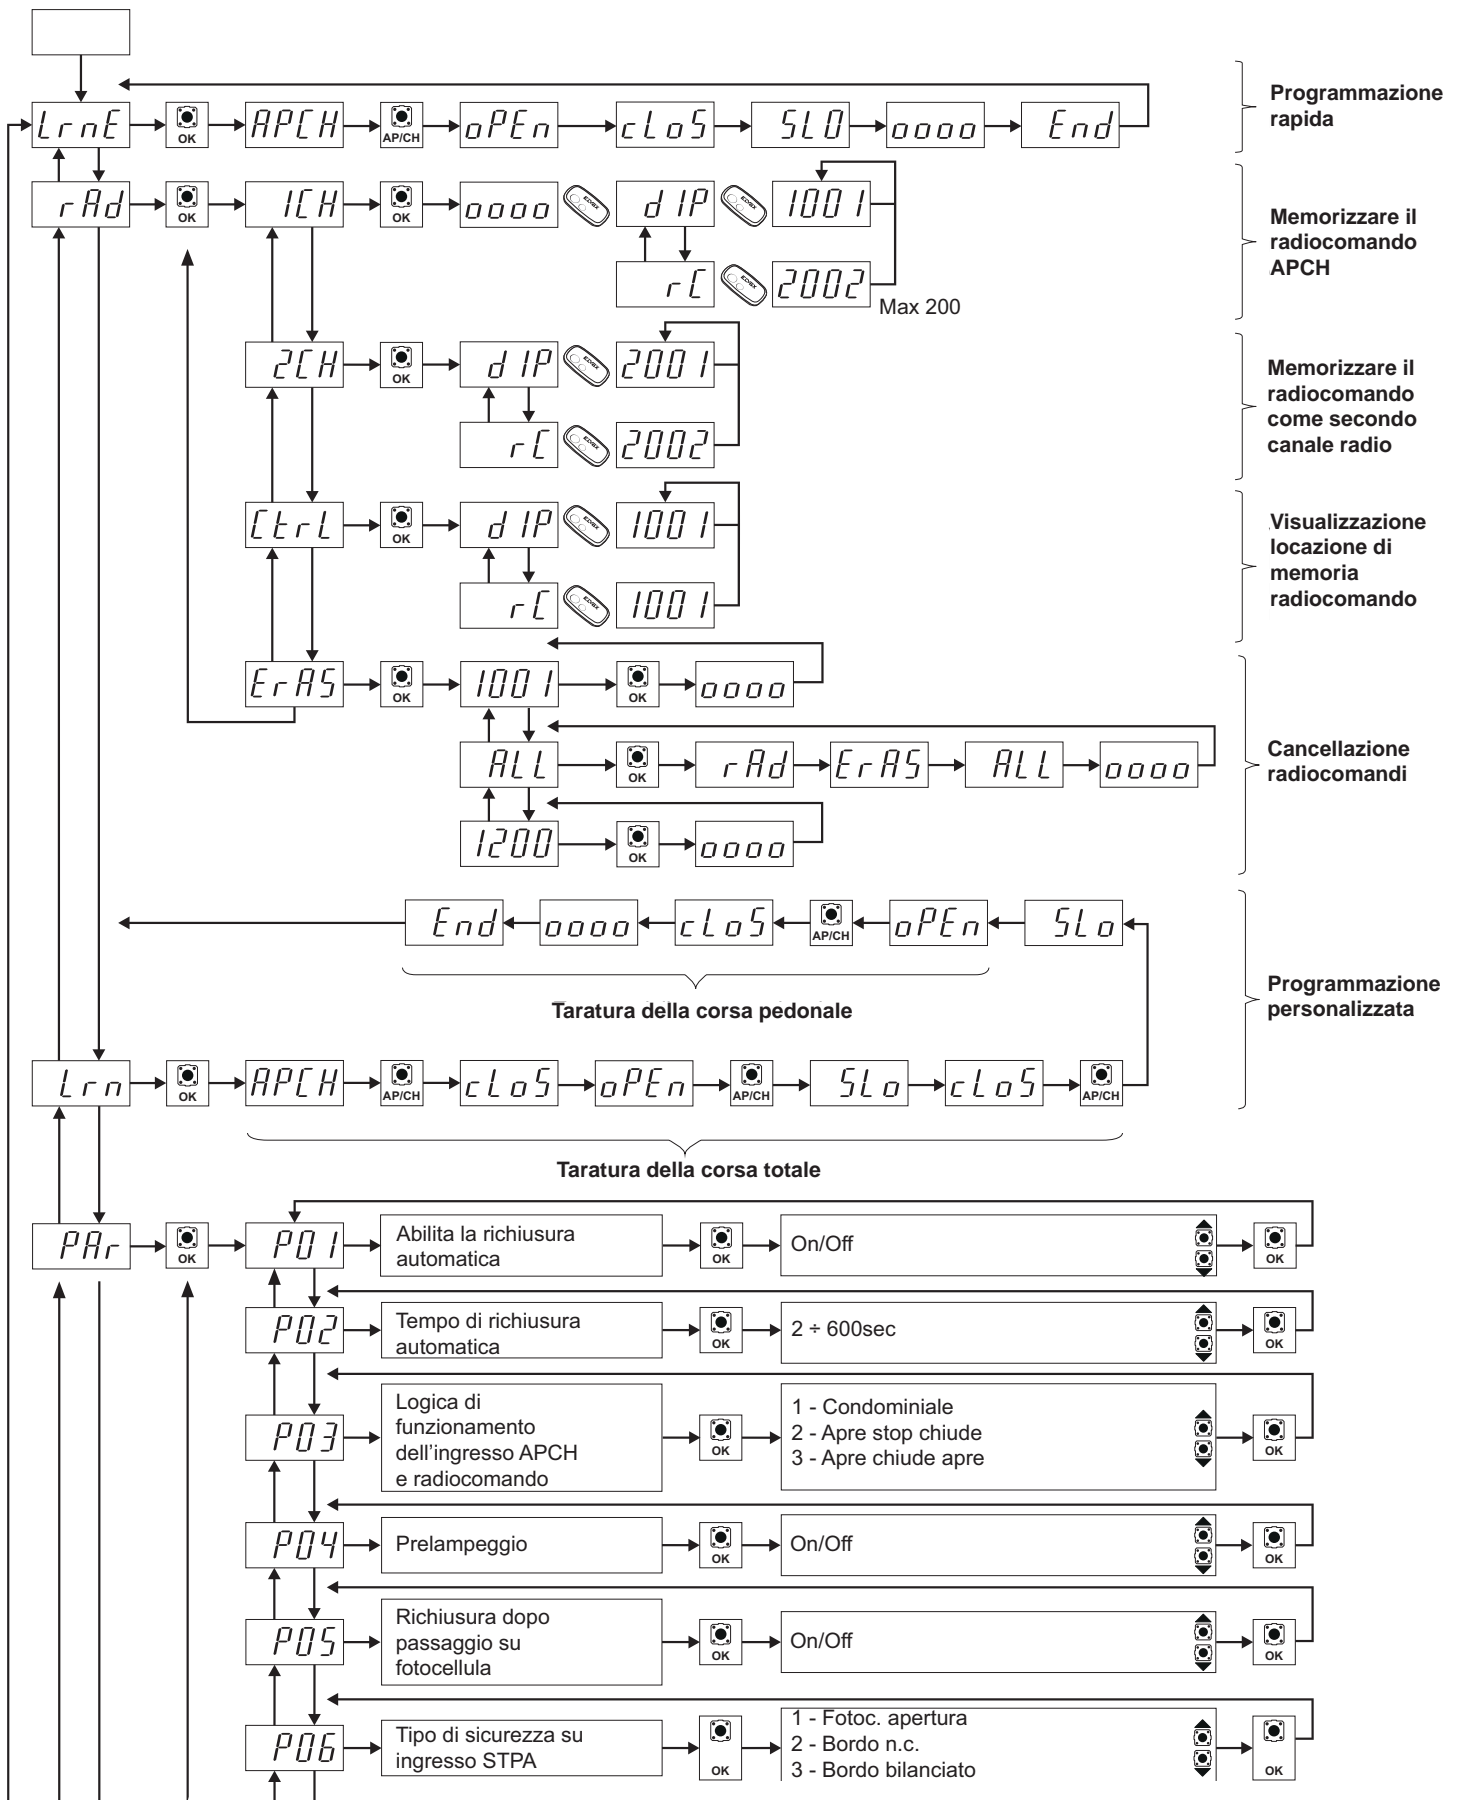 LrnE OK APCH AP/CH oPEn cLoS SLO oooo End
Programmazione
rapida
rAd OK 1CH OK oooo dIP 1001
rC 2002
Max 200
Memorizzare il
radiocomando
APCH
2CH OK dIP 2001
rC 2002
Memorizzare il
radiocomando
come secondo
canale radio
CtrL OK dIP 1001
rC 1001
Visualizzazione
locazione di
memoria
radiocomando
ErAS OK 1001 OK oooo
ALL OK rAd ErAS ALL oooo
1200 OK oooo
Cancellazione
radiocomandi
End oooo cLoS AP/CH oPEn SLo
Taratura della corsa pedonale
Programmazione
personalizzata
Lrn OK APCH AP/CH cLoS oPEn AP/CH SLo cLoS AP/CH
Taratura della corsa totale
PAr OK P01 Abilita la richiusura
automatica
OK On/Off OK
P02 Tempo di richiusura
automatica
OK 2 ÷ 600sec OK
P03 Logica di
funzionamento
dell'ingresso APCH
e radiocomando
OK
1 - Condominiale
2 - Apre stop chiude
3 - Apre chiude apre
OK
P04 Prelampeggio OK On/Off OK
P05 Richiusura dopo
passaggio su
fotocellula
OK On/Off OK
P06 Tipo di sicurezza su
ingresso STPA
OK
1 - Fotoc. apertura
2 - Bordo n.c.
3 - Bordo bilanciato
OK